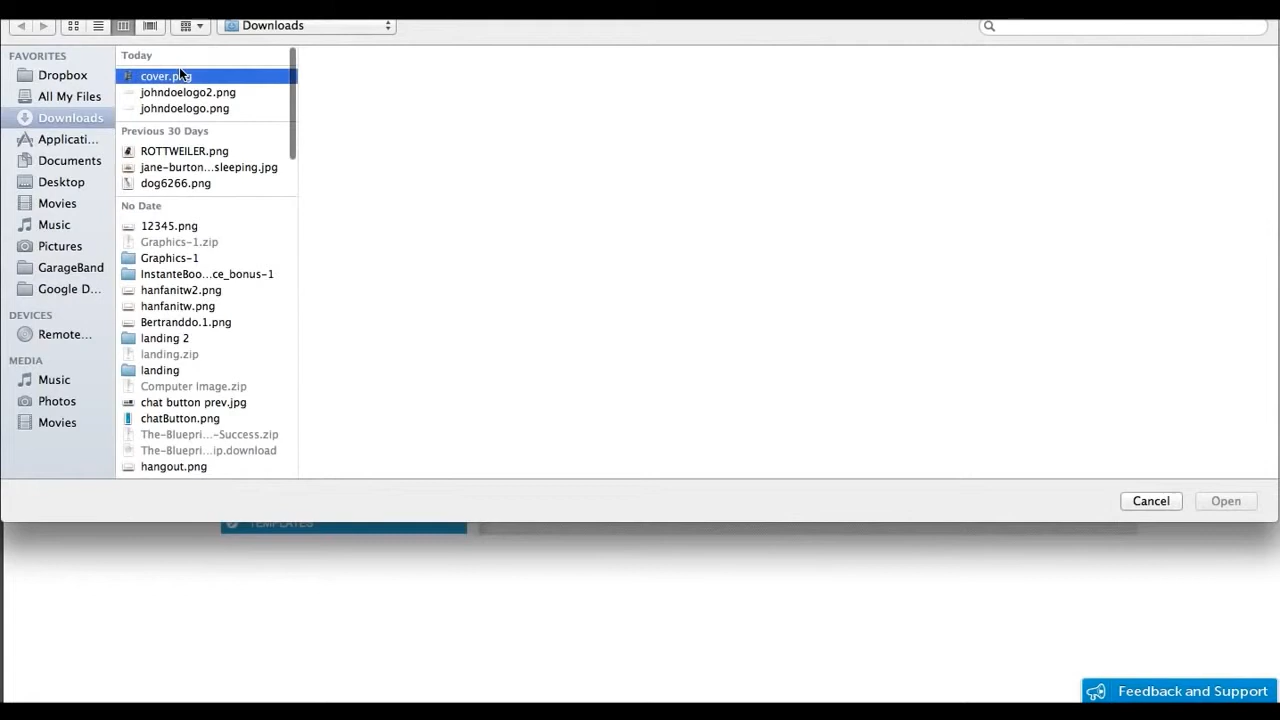 Downloads
FAVORITES
Dropbox
All My Files
Downloads
Applicati...
Documents
Desktop
Movies
Music
Pictures
GarageBand
Google D...
DEVICES
Remote...
MEDIA
Music
Photos
Movies
Today
cover.png
johndoelogo2.png
johndoelogo.png
Previous 30 Days
ROTTWEILER.png
jane-burton...sleeping.jpg
dog6266.png
No Date
12345.png
Graphics-1.zip
Graphics-1
InstanteBoo...ce_bonus-1
hanfanitw2.png
hanfanitw.png
Bertranddo.1.png
landing 2
landing.zip
landing
Computer Image.zip
chat button prev.jpg
chatButton.png
The-Bluepri...-Success.zip
The-Bluepri...ip.download
hangout.png
Cancel
Open
TEMPLATES
Feedback and Support